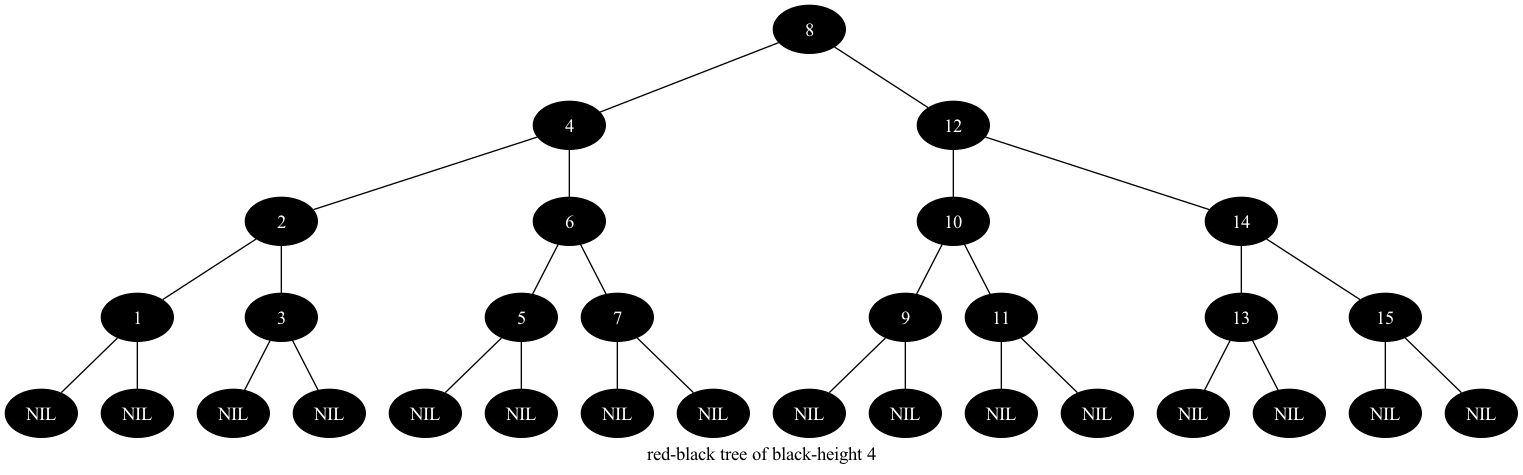 8
4 12
2 6 10 14
1 3 5 7 9 11 13 15
NIL NIL NIL NIL NIL NIL NIL NIL NIL NIL NIL NIL NIL NIL NIL NIL
red-black tree of black-height 4